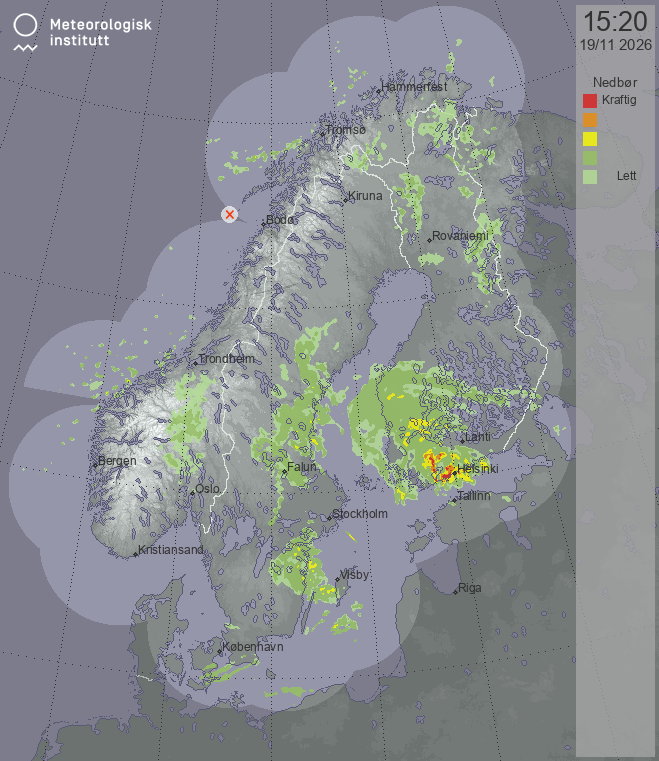 Meteorologisk
institutt
15:20
19/11 2026
Nedbør
Kraftig
Lett
Hammerfest
Tromsø
Kiruna
Bodø
Rovaniemi
Trondheim
Lahti
Bergen
Falun
Helsinki
Oslo
Tallinn
Stockholm
Kristiansand
Visby
Riga
København